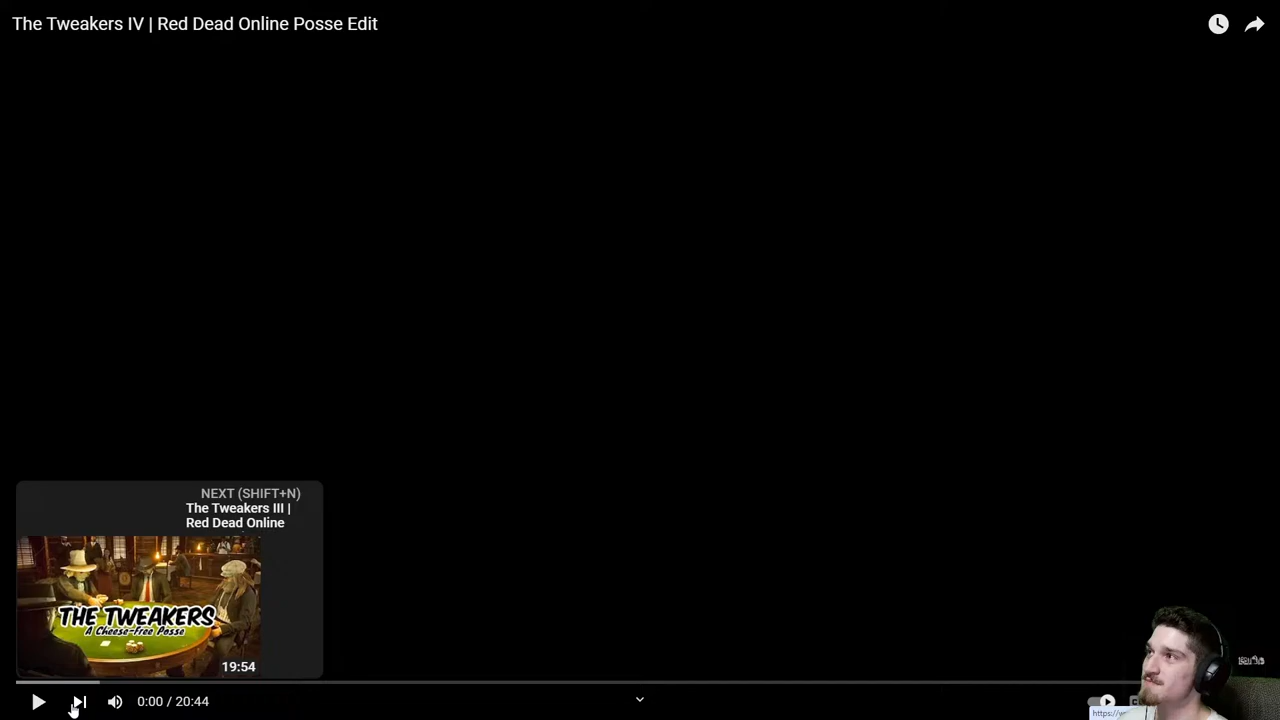 The Tweakers IV | Red Dead Online Posse Edit
NEXT (SHIFT+N)
The Tweakers III |
Red Dead Online
THE TWEAKERS
A Cheese-Free Posse
19:54
0:00 / 20:44